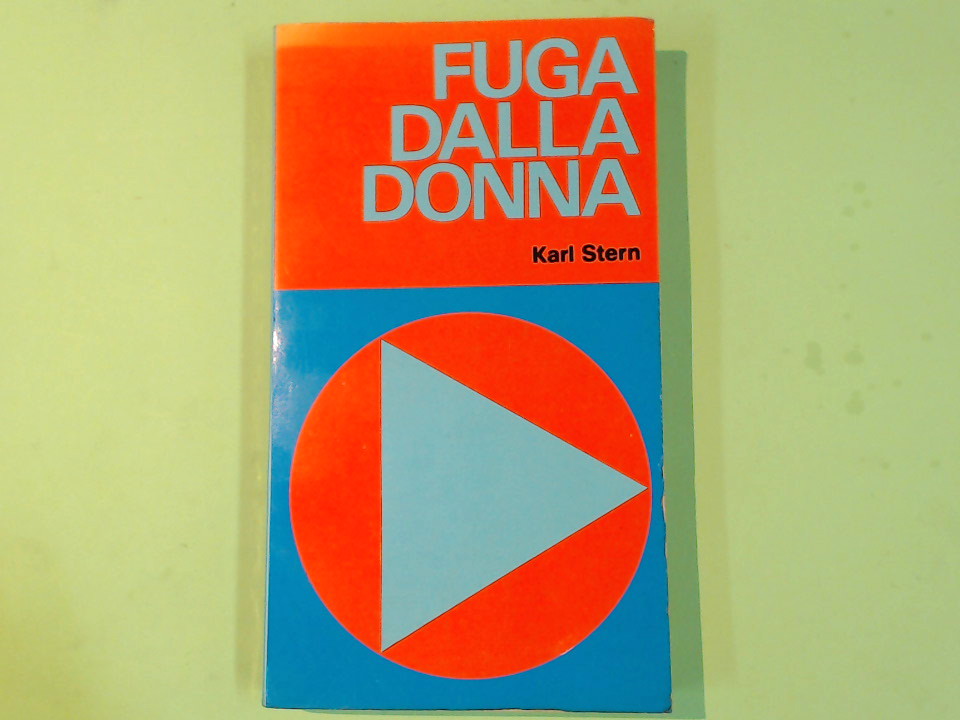 FUGA
DALLA
DONNA
Karl Stern